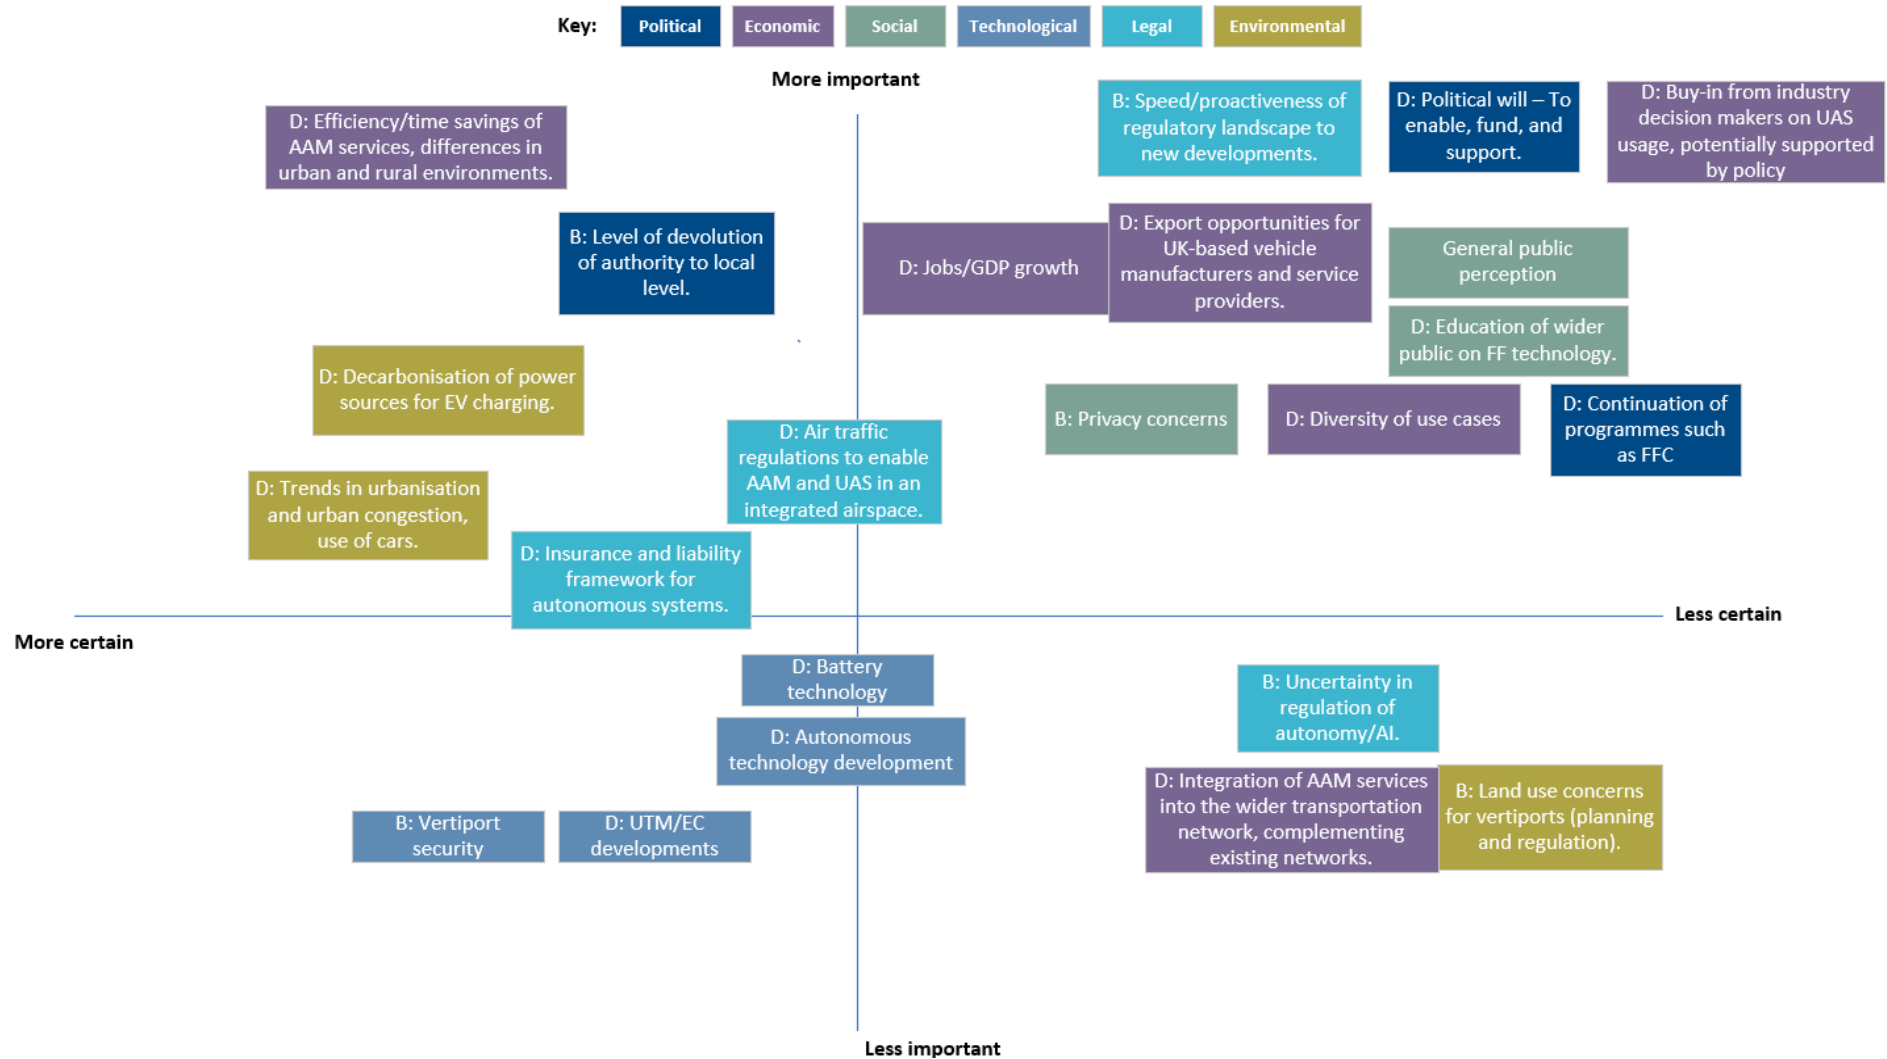 Key:
Political
Economic
Social
Technological
Legal
Environmental
More important
D: Efficiency/time savings of
AAM services, differences in
urban and rural environments.
B: Speed/proactiveness of
regulatory landscape to
new developments.
D: Political will – To
enable, fund, and
support.
D: Buy-in from industry
decision makers on UAS
usage, potentially supported
by policy
B: Level of devolution
of authority to local
level.
D: Jobs/GDP growth
D: Export opportunities for
UK-based vehicle
manufacturers and service
providers.
General public
perception
D: Education of wider
public on FF technology.
D: Decarbonisation of power
sources for EV charging.
B: Privacy concerns
D: Diversity of use cases
D: Continuation of
programmes such
as FFC
D: Air traffic
regulations to enable
AAM and UAS in an
integrated airspace.
D: Trends in urbanisation
and urban congestion,
use of cars.
D: Insurance and liability
framework for
autonomous systems.
More certain
Less certain
D: Battery
technology
D: Autonomous
technology development
B: Uncertainty in
regulation of
autonomy/AI.
B: Vertiport
security
D: UTM/EC
developments
D: Integration of AAM services
into the wider transportation
network, complementing
existing networks.
B: Land use concerns
for vertiports (planning
and regulation).
Less important